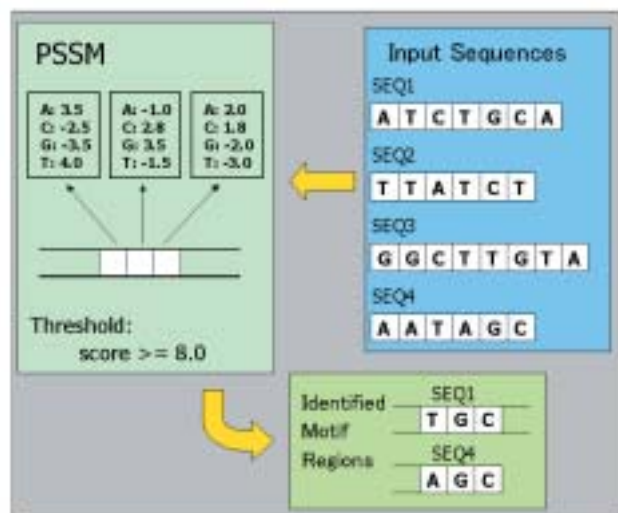 PSSM
A: 3.5
C: -2.5
G: -3.5
T: 4.0
A: -1.0
C: 2.8
G: 3.5
T: -1.5
A: 2.0
C: 1.8
G: -2.0
T: -3.0
Threshold:
score >= 8.0
Input Sequences
SEQ1
A T C T G C A
SEQ2
T T A T C T
SEQ3
G G C T T G T A
SEQ4
A A T A G C
Identified
Motif
Regions
SEQ1
T G C
SEQ4
A G C